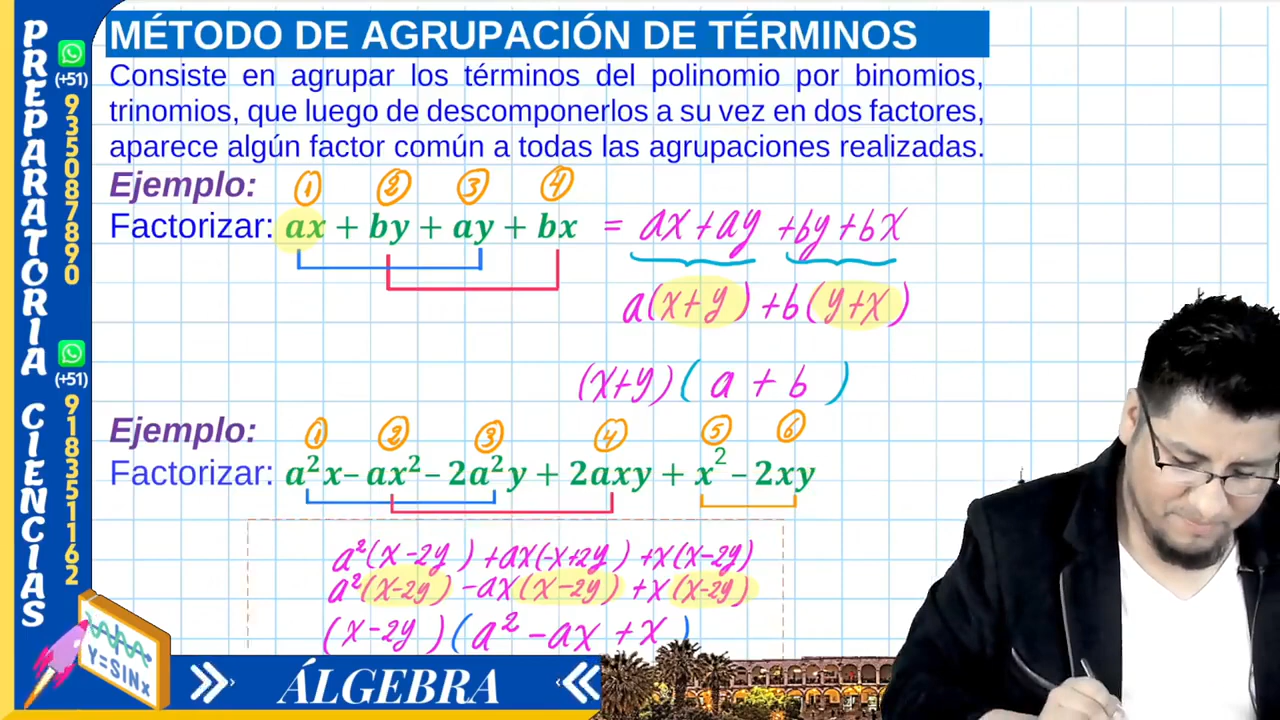 PREPARATORIA CIENCIAS
(+51)
935087890
(+51)
918351162
MÉTODO DE AGRUPACIÓN DE TÉRMINOS
Consiste en agrupar los términos del polinomio por binomios,
trinomios, que luego de descomponerlos a su vez en dos factores,
aparece algún factor común a todas las agrupaciones realizadas.
Ejemplo: 1 2 3 4
Factorizar: ax + by + ay + bx = ax + ay + by + bx
a(x+y) + b(y+x)
(x+y)(a + b)
Ejemplo: 1 2 3 4 5 6
Factorizar: a²x – ax² – 2a²y + 2axy + x² – 2xy
a²(x-2y) + ax(-x+2y) + x(x-2y)
a²(x-2y) - ax(x-2y) + x(x-2y)
(x-2y)(a² - ax + x)
Y=SINx
ÁLGEBRA